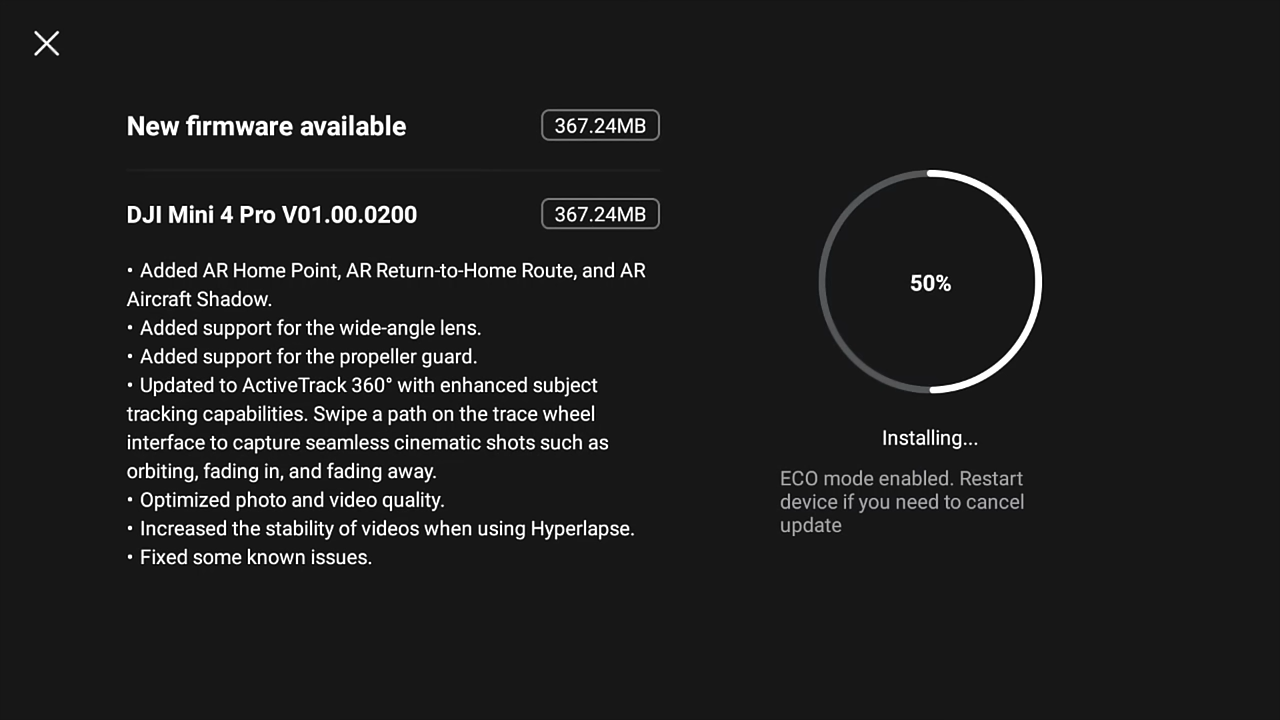 New firmware available
367.24MB
DJI Mini 4 Pro V01.00.0200
367.24MB
• Added AR Home Point, AR Return-to-Home Route, and AR
Aircraft Shadow.
• Added support for the wide-angle lens.
• Added support for the propeller guard.
• Updated to ActiveTrack 360° with enhanced subject
tracking capabilities. Swipe a path on the trace wheel
interface to capture seamless cinematic shots such as
orbiting, fading in, and fading away.
• Optimized photo and video quality.
• Increased the stability of videos when using Hyperlapse.
• Fixed some known issues.
50%
Installing...
ECO mode enabled. Restart
device if you need to cancel
update